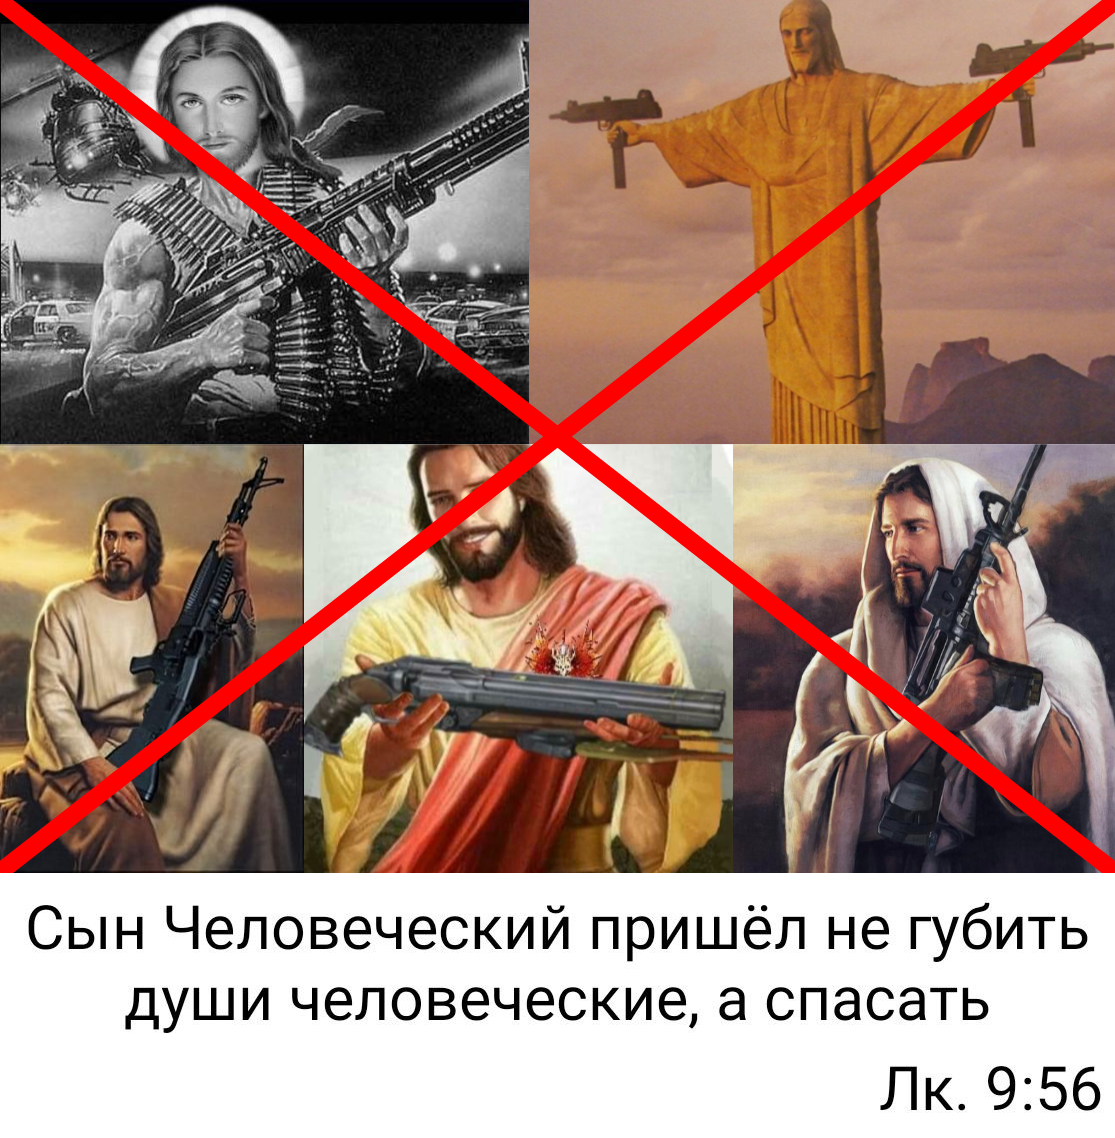 Сын Человеческий пришёл не губить
души человеческие, а спасать
Лк. 9:56